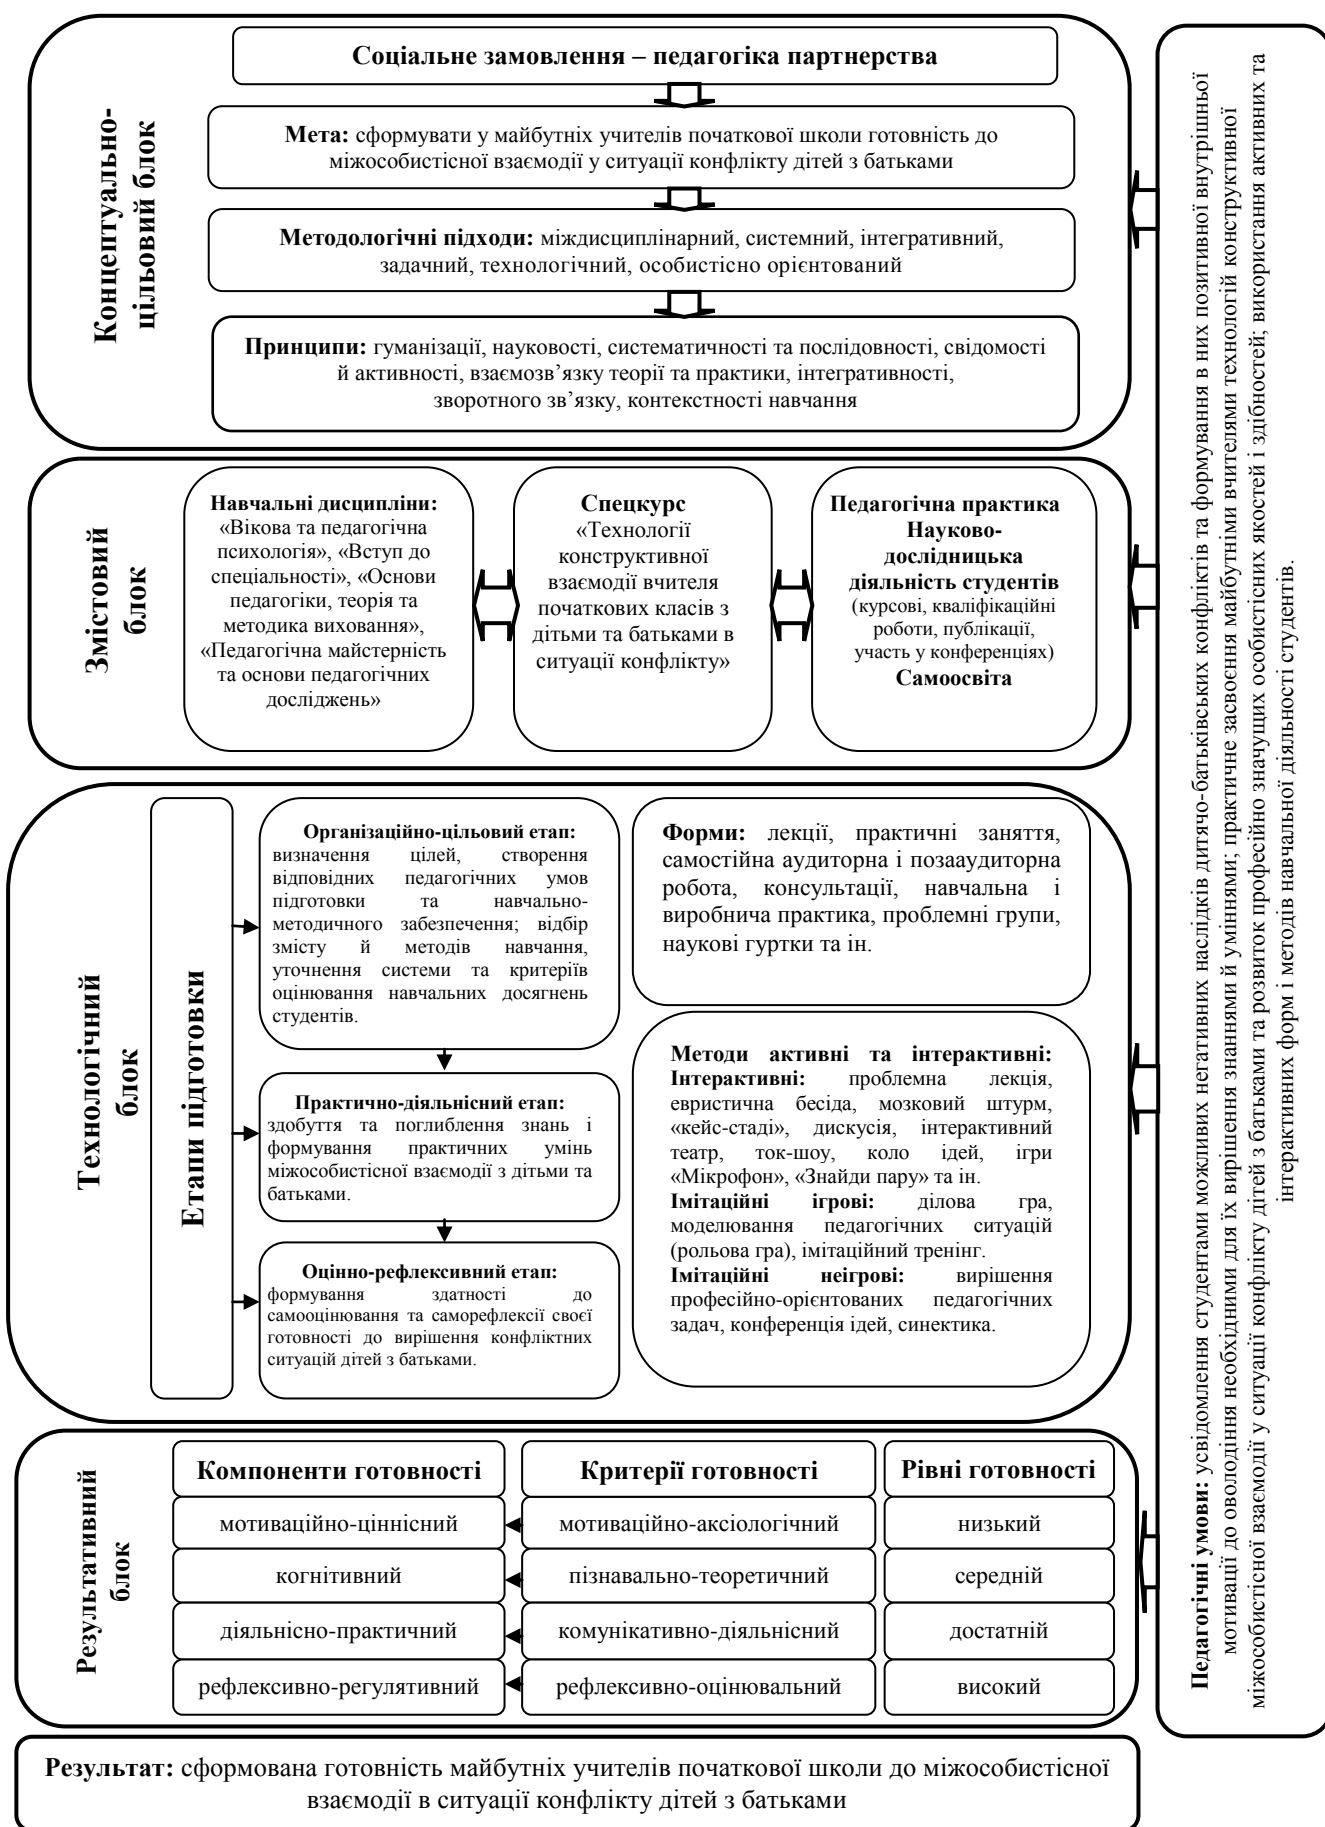 Концептуально-
цільовий блок
Соціальне замовлення – педагогіка партнерства
Мета: сформувати у майбутніх учителів початкової школи готовність до
міжособистісної взаємодії у ситуації конфлікту дітей з батьками
Методологічні підходи: міждисциплінарний, системний, інтегративний,
задачний, технологічний, особистісно орієнтований
Принципи: гуманізації, науковості, систематичності та послідовності, свідомості
й активності, взаємозв’язку теорії та практики, інтегративності,
зворотного зв’язку, контекстності навчання
Змістовий
блок
Навчальні дисципліни:
«Вікова та педагогічна
психологія», «Вступ до
спеціальності», «Основи
педагогіки, теорія та
методика виховання»,
«Педагогічна майстерність
та основи педагогічних
досліджень»
Спецкурс
«Технології
конструктивної
взаємодії вчителя
початкових класів з
дітьми та батьками в
ситуації конфлікту»
Педагогічна практика
Науково-
дослідницька
діяльність студентів
(курсові, кваліфікаційні
роботи, публікації,
участь у конференціях)
Самоосвіта
Технологічний
блок
Етапи підготовки
Організаційно-цільовий етап:
визначення цілей, створення
відповідних педагогічних умов
підготовки та навчально-
методичного забезпечення; відбір
змісту й методів навчання,
уточнення системи та критеріїв
оцінювання навчальних досягнень
студентів.
Практично-діяльнісний етап:
здобуття та поглиблення знань і
формування практичних умінь
міжособистісної взаємодії з дітьми та
батьками.
Оцінно-рефлексивний етап:
формування здатності до
самооцінювання та саморефлексії своєї
готовності до вирішення конфліктних
ситуацій дітей з батьками.
Форми: лекції, практичні заняття,
самостійна аудиторна і позааудиторна
робота, консультації, навчальна і
виробнича практика, проблемні групи,
наукові гуртки та ін.
Методи активні та інтерактивні:
Інтерактивні: проблемна лекція,
евристична бесіда, мозковий штурм,
«кейс-стаді», дискусія, інтерактивний
театр, ток-шоу, коло ідей, ігри
«Мікрофон», «Знайди пару» та ін.
Імітаційні ігрові: ділова гра,
моделювання педагогічних ситуацій
(рольова гра), імітаційний тренінг.
Імітаційні неігрові: вирішення
професійно-орієнтованих педагогічних
задач, конференція ідей, синектика.
Результативний
блок
Компоненти готовності
Критерії готовності
Рівні готовності
мотиваційно-ціннісний
мотиваційно-аксіологічний
низький
когнітивний
пізнавально-теоретичний
середній
діяльнісно-практичний
комунікативно-діяльнісний
достатній
рефлексивно-регулятивний
рефлексивно-оцінювальний
високий
Результат: сформована готовність майбутніх учителів початкової школи до міжособистісної
взаємодії в ситуації конфлікту дітей з батьками
Педагогічні умови: усвідомлення студентами можливих негативних наслідків дитячо-батьківських конфліктів та формування в них позитивної внутрішньої
мотивації до оволодіння необхідними для їх вирішення знаннями й уміннями; практичне засвоєння майбутніми вчителями технологій конструктивної
міжособистісної взаємодії у ситуації конфлікту дітей з батьками та розвиток професійно значущих особистісних якостей і здібностей; використання активних та
інтерактивних форм і методів навчальної діяльності студентів.